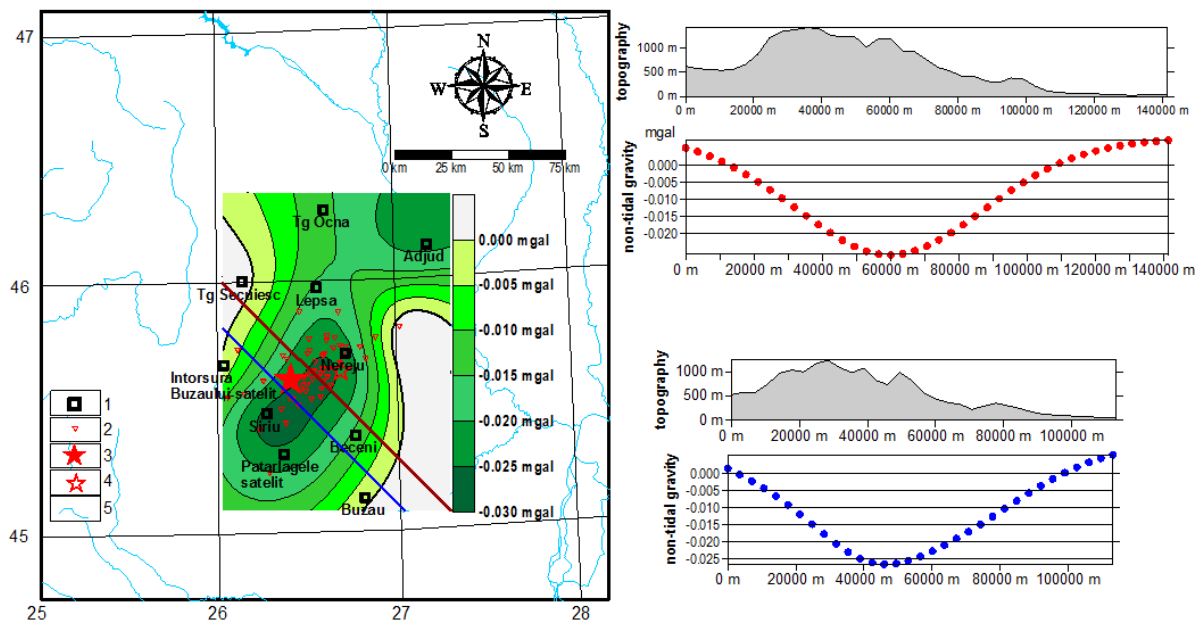 47
46
45
25
26
27
28
N
W
E
S
0 km
25 km
50 km
75 km
Tg Ocna
Adjud
Tg Secuiesc
Lepsa
Nereju
Intorsura
Buzaului-satelit
Siriu
Beceni
Patarlagele
satelit
Buzau
1
2
3
4
5
0.000 mgal
-0.005 mgal
-0.010 mgal
-0.015 mgal
-0.020 mgal
-0.025 mgal
-0.030 mgal
topography
1000 m
500 m
0 m
0 m 20000 m 40000 m 60000 m 80000 m 100000 m 120000 m 140000 m
mgal
non-tidal gravity
0.000
-0.005
-0.010
-0.015
-0.020
0 m 20000 m 40000 m 60000 m 80000 m 100000 m 120000 m 140000 m
topography
1000 m
500 m
0 m
0 m 20000 m 40000 m 60000 m 80000 m 100000 m
non-tidal gravity
0.000
-0.005
-0.010
-0.015
-0.020
-0.025
0 m 20000 m 40000 m 60000 m 80000 m 100000 m